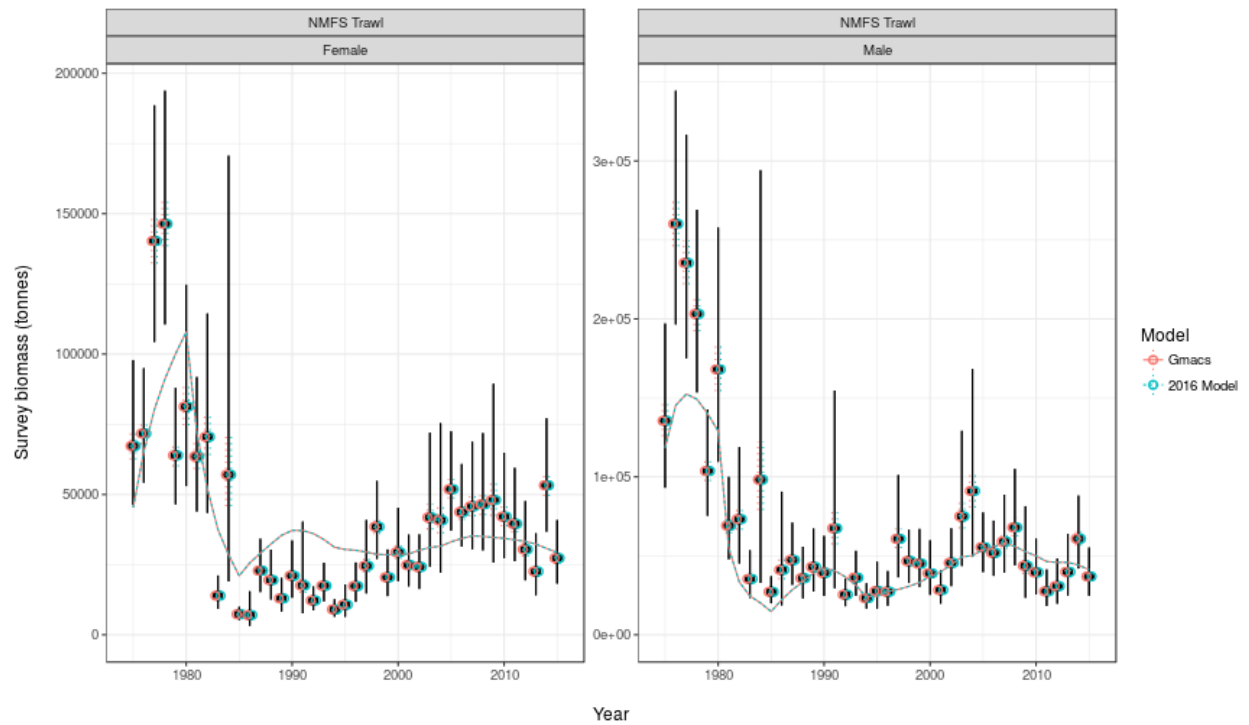 NMFS Trawl
Female
NMFS Trawl
Male
Survey biomass (tonnes)
200000
150000
100000
50000
0
3e+05
2e+05
1e+05
0e+00
1980
1990
2000
2010
1980
1990
2000
2010
Year
Model
Gmacs
2016 Model